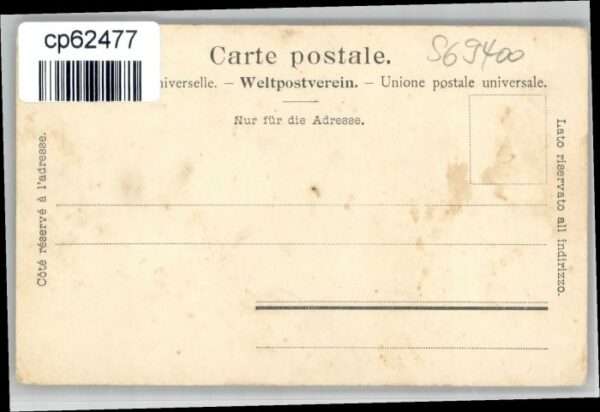 cp62477
Carte postale.
S69400
iverselle. – Weltpostverein. – Unione postale universale.
Nur für die Adresse.
Côté réservé à l'adresse.
Lato riservato all indirizzo.